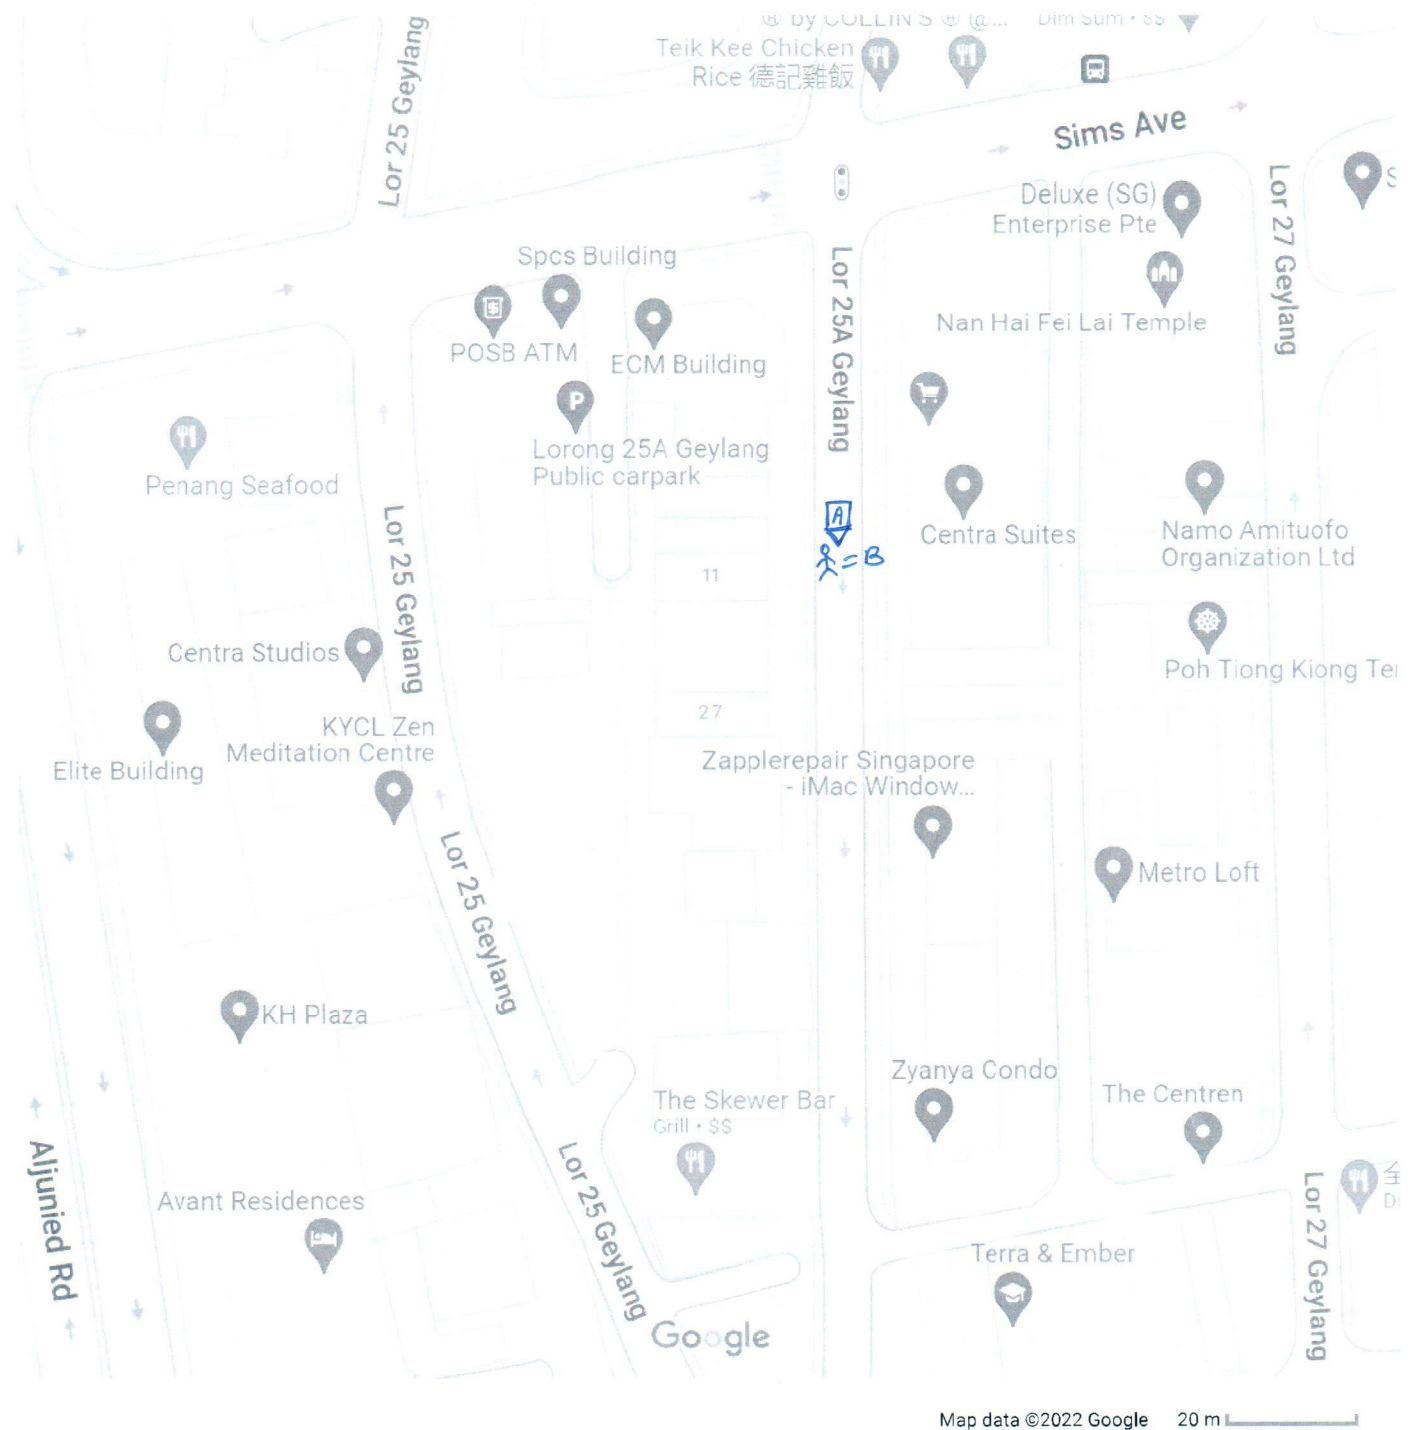 ® by COLLIN'S ® @...
Dim Sum • $$
Teik Kee Chicken
Rice 德記雞飯
Lor 25 Geylang
Sims Ave
Deluxe (SG)
Enterprise Pte
Lor 27 Geylang
S
Spcs Building
Lor 25A Geylang
Nan Hai Fei Lai Temple
POSB ATM
ECM Building
P
Lorong 25A Geylang
Public carpark
Penang Seafood
A
= B
Centra Suites
Namo Amituofo
Organization Ltd
Lor 25 Geylang
11
Centra Studios
Poh Tiong Kiong Te
27
KYCL Zen
Meditation Centre
Elite Building
Zapplerepair Singapore
- iMac Window...
Lor 25 Geylang
Metro Loft
KH Plaza
Zyanya Condo
The Skewer Bar
Grill • $$
The Centren
Aljunied Rd
Avant Residences
Lor 25 Geylang
Lor 27 Geylang
全
D
Terra & Ember
Google
Map data ©2022 Google 20 m